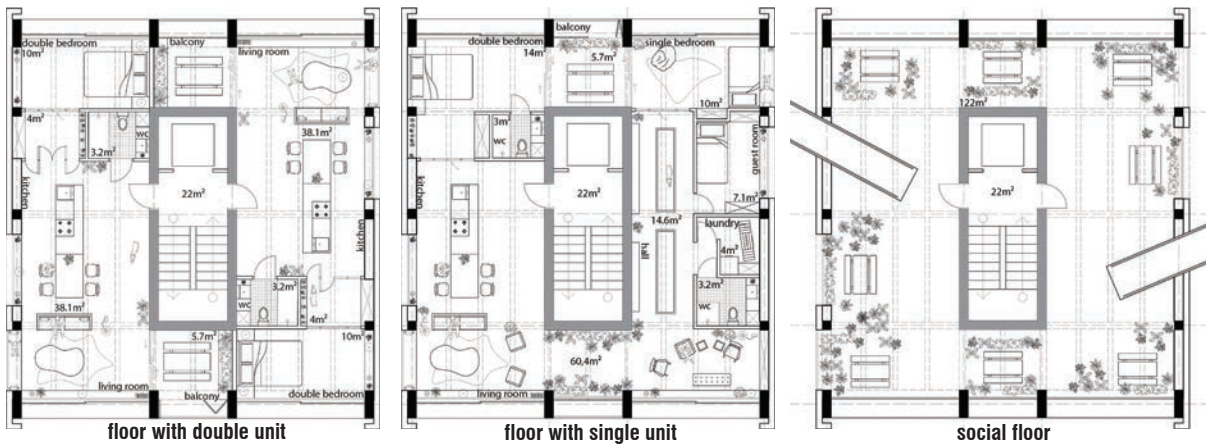 double bedroom
10m²
balcony
living room
4m²
3.2m²
wc
38.1m²
22m²
kitchen
kitchen
38.1m²
3.2m²
wc
4m²
5.7m²
10m²
living room
balcony
double bedroom
floor with double unit
balcony
double bedroom
14m²
5.7m²
single bedroom
10m²
3m²
wc
guest room
7.1m²
kitchen
22m²
14.6m²
hall
laundry
4m²
3.2m²
wc
60,4m²
living room
floor with single unit
122m²
22m²
social floor